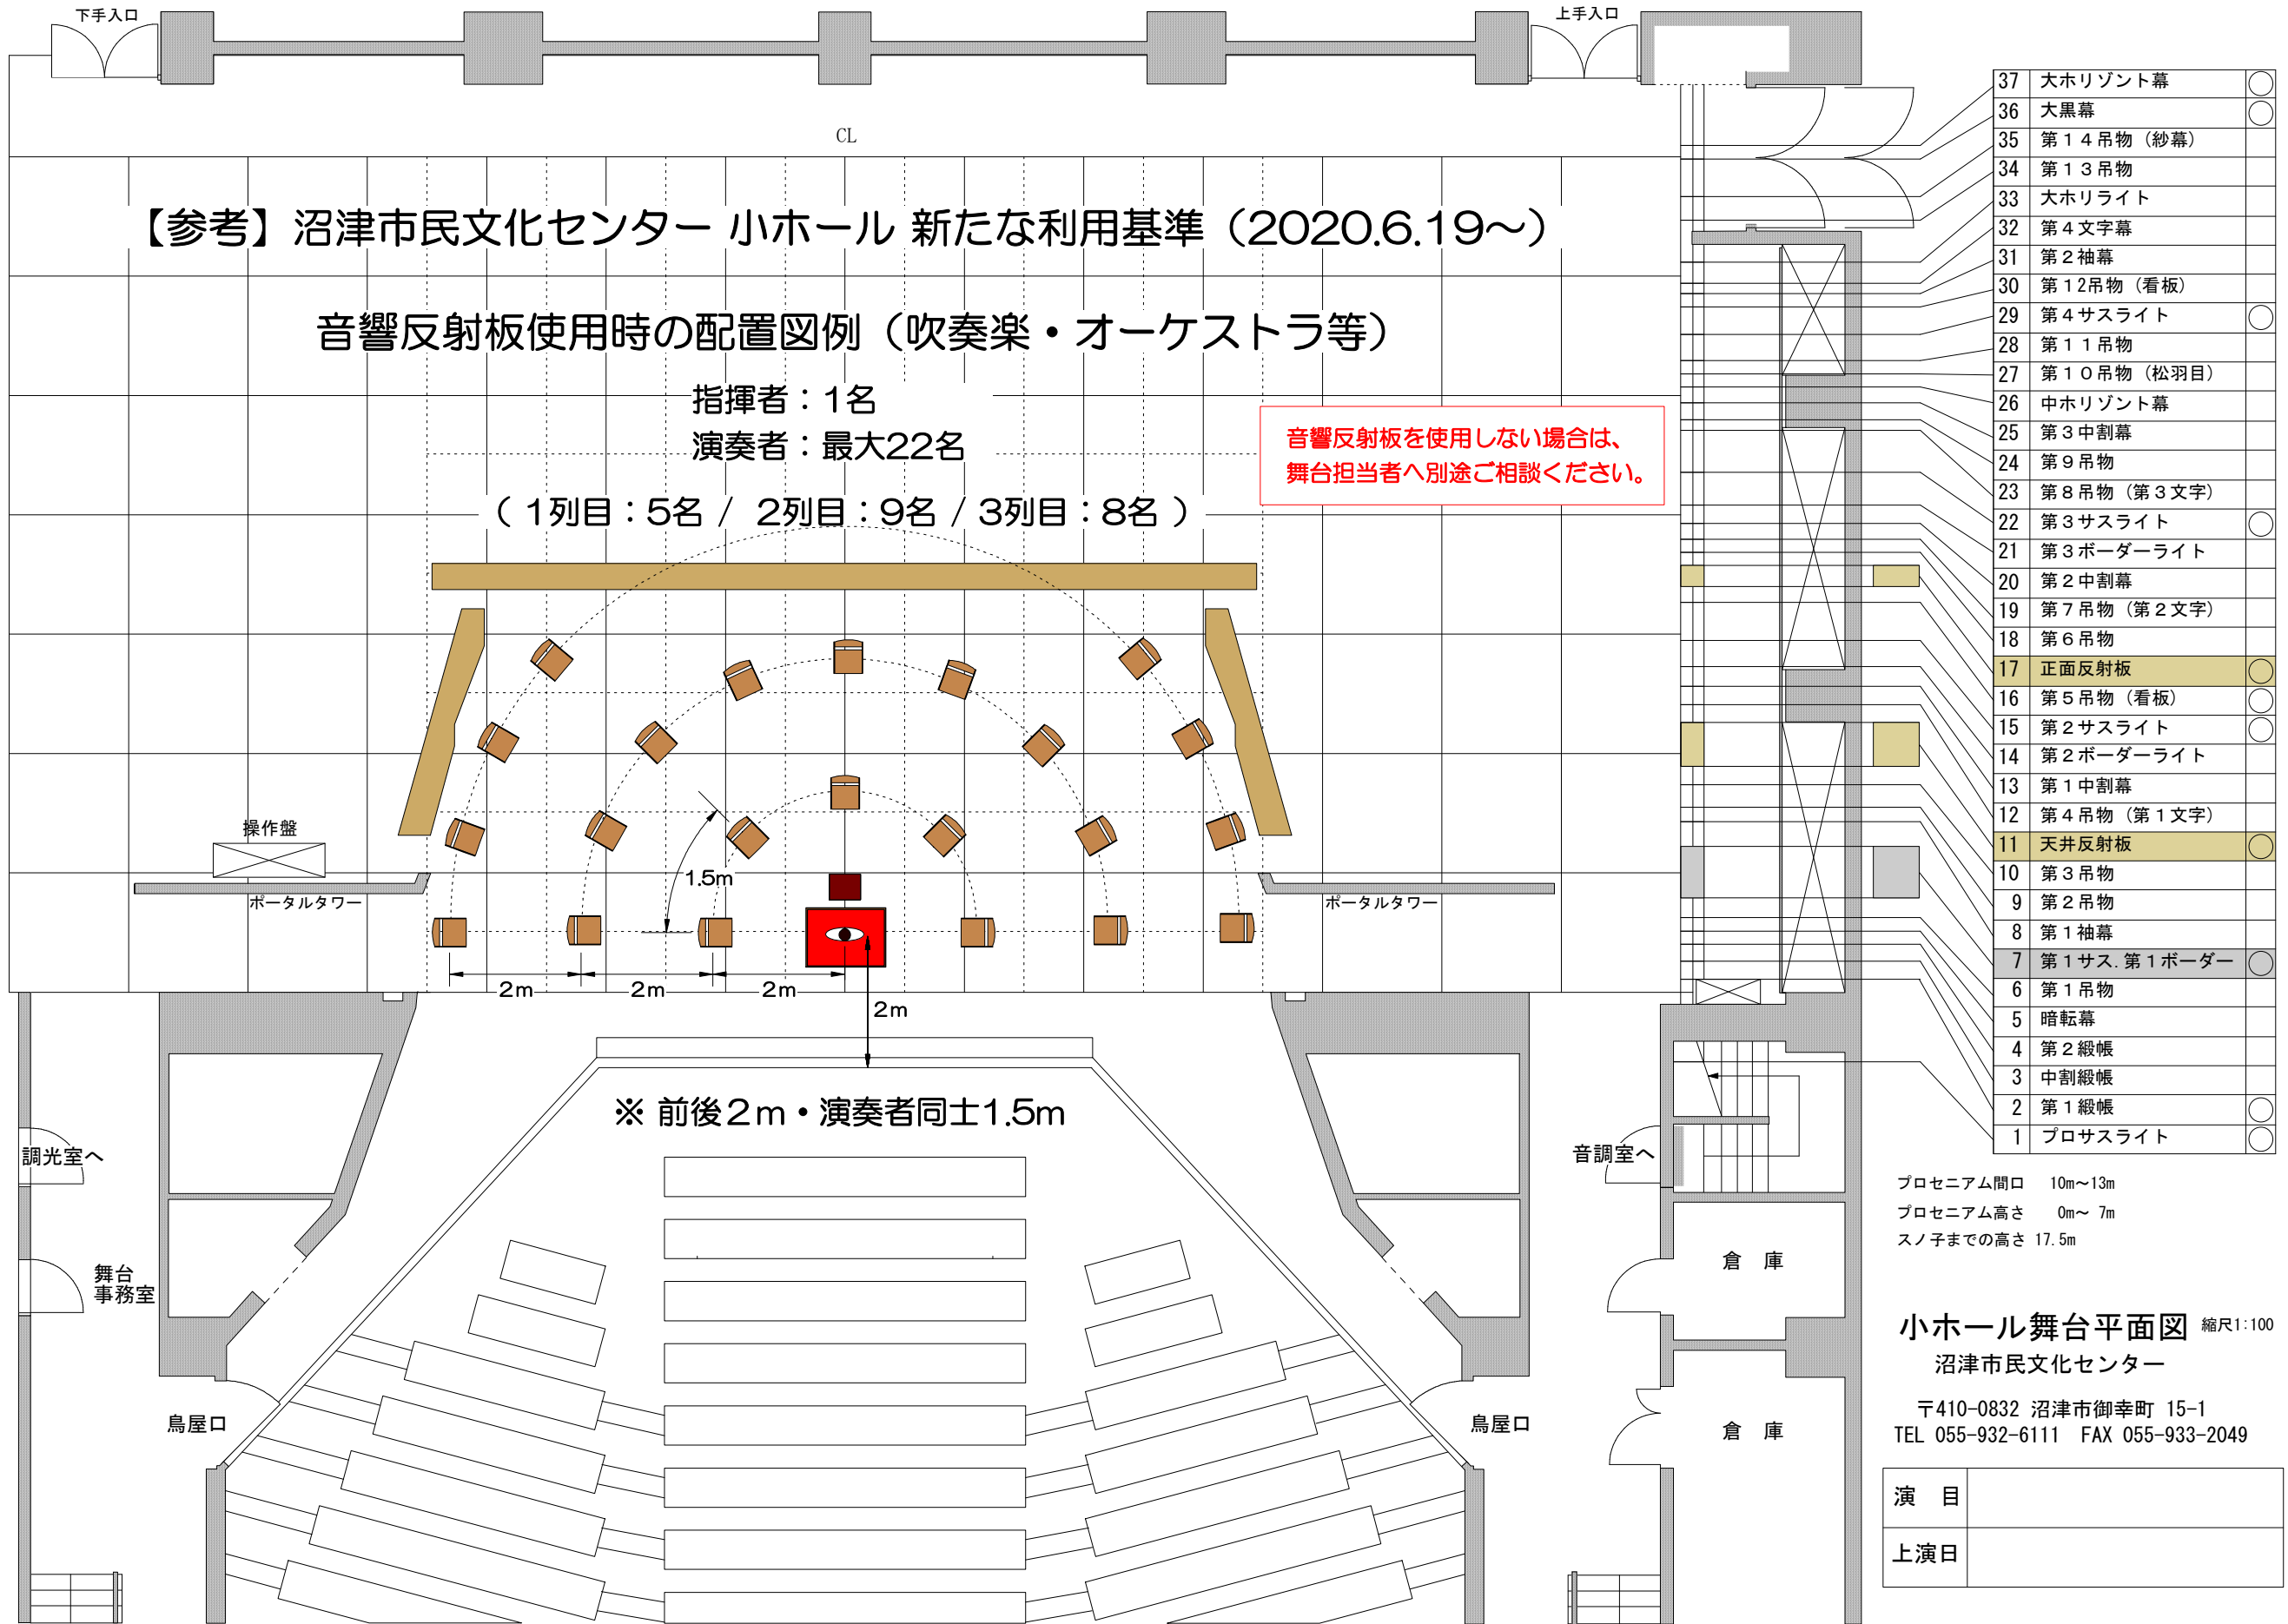 下手入口
上手入口
CL
【参考】沼津市民文化センター 小ホール 新たな利用基準（2020.6.19～）
音響反射板使用時の配置図例（吹奏楽・オーケストラ等）
指揮者：1名
演奏者：最大22名
（ 1列目：5名 / 2列目：9名 / 3列目：8名 ）
音響反射板を使用しない場合は、
舞台担当者へ別途ご相談ください。
操作盤
ポータルタワー
ポータルタワー
1.5m
2m
2m
2m
2m
※ 前後2m・演奏者同士1.5m
調光室へ
音調室へ
舞台
事務室
鳥屋口
鳥屋口
倉 庫
倉 庫
37 大ホリゾント幕 ○
36 大黒幕 ○
35 第14吊物（紗幕）
34 第13吊物
33 大ホリライト
32 第4文字幕
31 第2袖幕
30 第12吊物（看板）
29 第4サスライト ○
28 第11吊物
27 第10吊物（松羽目）
26 中ホリゾント幕
25 第3中割幕
24 第9吊物
23 第8吊物（第3文字）
22 第3サスライト ○
21 第3ボーダーライト
20 第2中割幕
19 第7吊物（第2文字）
18 第6吊物
17 正面反射板 ○
16 第5吊物（看板） ○
15 第2サスライト ○
14 第2ボーダーライト
13 第1中割幕
12 第4吊物（第1文字）
11 天井反射板 ○
10 第3吊物
9 第2吊物
8 第1袖幕
7 第1サス.第1ボーダー ○
6 第1吊物
5 暗転幕
4 第2緞帳
3 中割緞帳
2 第1緞帳 ○
1 プロサスライト ○
プロセニアム間口 10m～13m
プロセニアム高さ 0m～ 7m
スノ子までの高さ 17.5m
小ホール舞台平面図 縮尺1:100
沼津市民文化センター
〒410-0832 沼津市御幸町 15-1
TEL 055-932-6111 FAX 055-933-2049
演 目
上演日